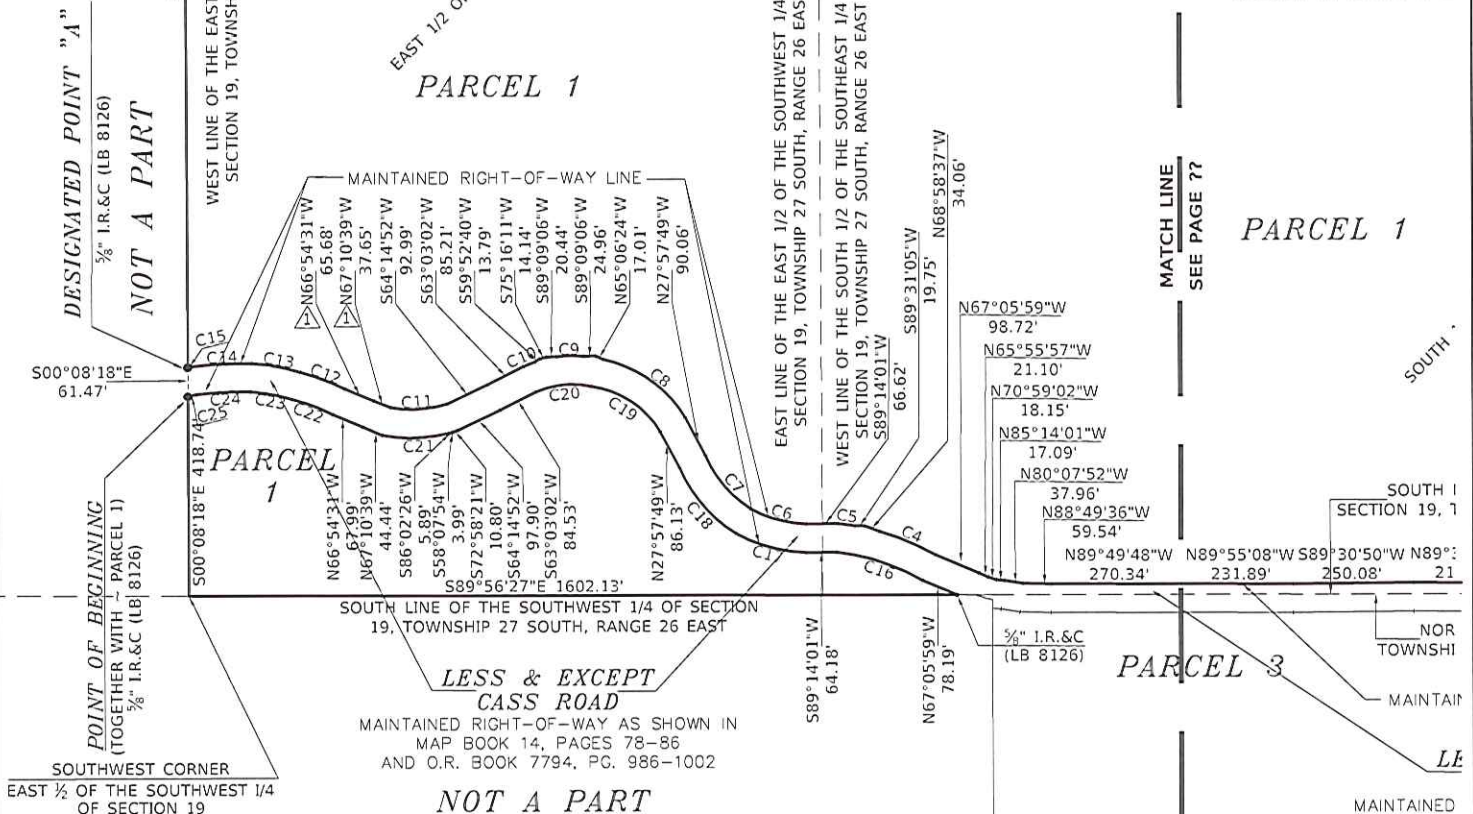 DESIGNATED POINT "A"
5/8" I.R.&C (LB 8126)
NOT A PART
WEST LINE OF THE EAST
SECTION 19, TOWNSH
EAST 1/2 O
PARCEL 1
MAINTAINED RIGHT-OF-WAY LINE
1
N66°54'31"W
65.68'
1
N67°10'39"W
37.65'
S64°14'52"W
92.99'
S63°03'02"W
85.21'
S59°52'40"W
13.79'
S75°16'11"W
14.14'
S89°09'06"W
20.44'
S89°09'06"W
24.96'
N65°06'24"W
17.01'
N27°57'49"W
90.06'
EAST LINE OF THE EAST 1/2 OF THE SOUTHWEST 1/4
SECTION 19, TOWNSHIP 27 SOUTH, RANGE 26 EAST
WEST LINE OF THE SOUTH 1/2 OF THE SOUTHEAST 1/4
SECTION 19, TOWNSHIP 27 SOUTH, RANGE 26 EAST
S89°14'01"W
66.62'
S89°31'05"W
19.75'
N68°58'37"W
34.06'
MATCH LINE
SEE PAGE ??
PARCEL 1
SOUTH
N67°05'59"W
98.72'
N65°55'57"W
21.10'
N70°59'02"W
18.15'
N85°14'01"W
17.09'
N80°07'52"W
37.96'
N88°49'36"W
59.54'
N89°49'48"W
270.34'
N89°55'08"W
231.89'
S89°30'50"W
250.08'
N89°3
21
SOUTH
SECTION 19, T
C15
C14
C13
C12
C11
C10
C9
C8
C7
C6
C5
C4
S00°08'18"E
61.47'
C25
C24
C23
C22
C21
C20
C19
C18
C1
C16
S00°08'18"E 418.74'
PARCEL
1
N66°54'31"W
67.99'
N67°10'39"W
44.44'
S86°02'26"W
5.89'
S58°07'54"W
3.99'
S72°58'21"W
10.80'
S64°14'52"W
97.90'
S63°03'02"W
84.53'
N27°57'49"W
86.13'
S89°56'27"E 1602.13'
SOUTH LINE OF THE SOUTHWEST 1/4 OF SECTION
19, TOWNSHIP 27 SOUTH, RANGE 26 EAST
S89°14'01"W
64.18'
N67°05'59"W
78.19'
5/8" I.R.&C
(LB 8126)
PARCEL 3
NOR
TOWNSHI
MAINTAIN
LE
MAINTAINED
POINT OF BEGINNING
(TOGETHER WITH ~ PARCEL 1)
5/8" I.R.&C (LB 8126)
LESS & EXCEPT
CASS ROAD
MAINTAINED RIGHT-OF-WAY AS SHOWN IN
MAP BOOK 14, PAGES 78-86
AND O.R. BOOK 7794, PG. 986-1002
NOT A PART
SOUTHWEST CORNER
EAST ½ OF THE SOUTHWEST 1/4
OF SECTION 19